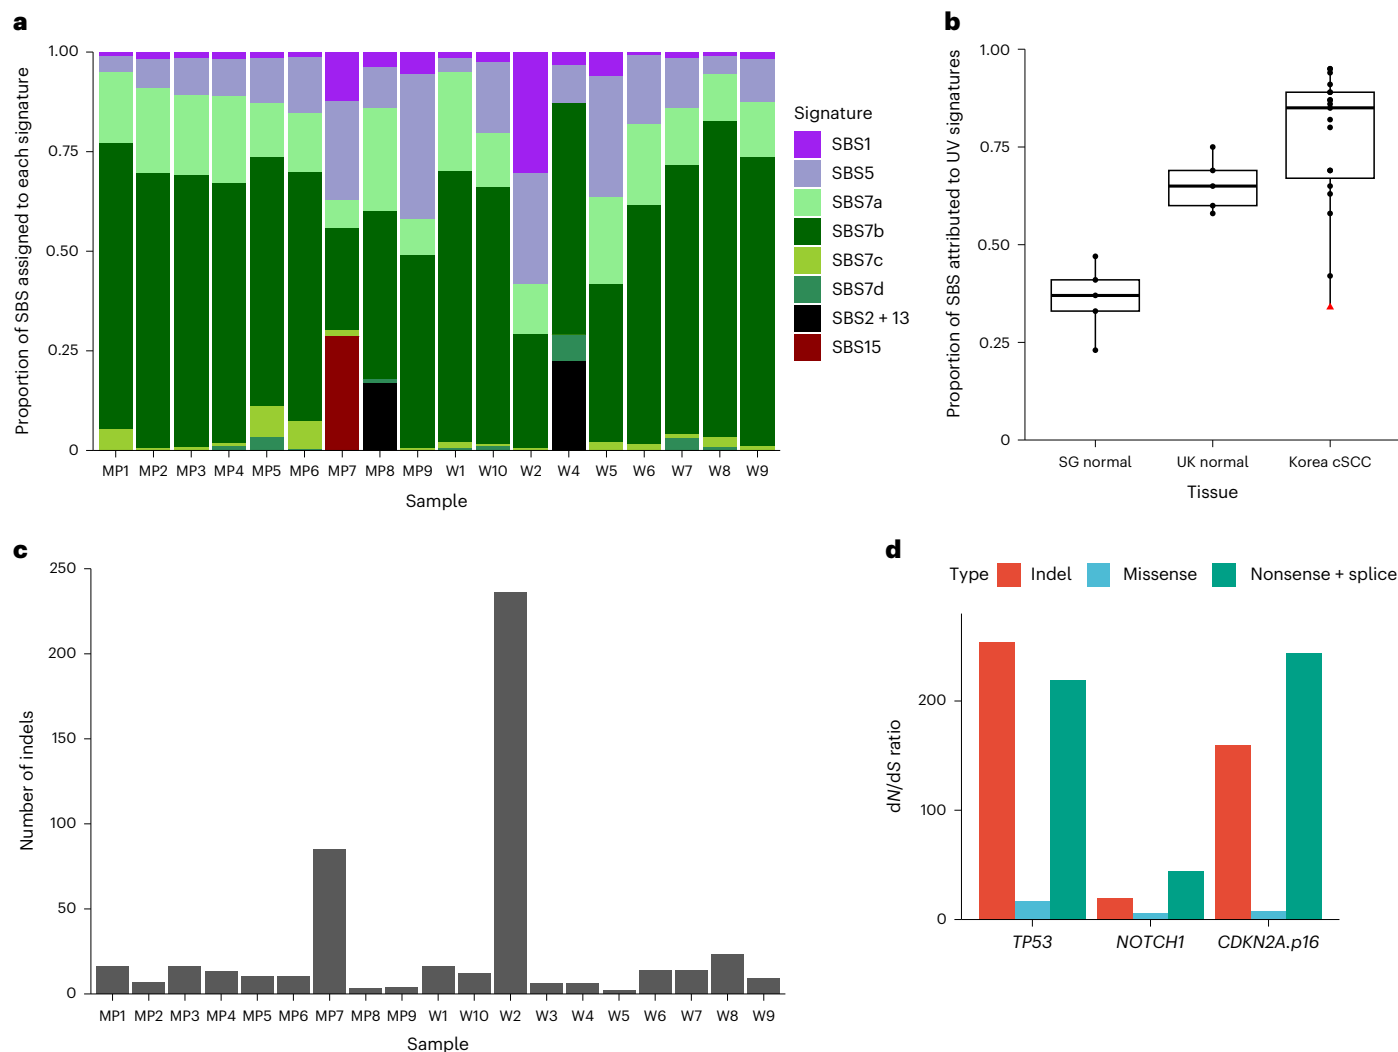 a
Proportion of SBS assigned to each signature
1.00
0.75
0.50
0.25
0
MP1 MP2 MP3 MP4 MP5 MP6 MP7 MP8 MP9 W1 W10 W2 W4 W5 W6 W7 W8 W9
Sample
Signature
SBS1
SBS5
SBS7a
SBS7b
SBS7c
SBS7d
SBS2 + 13
SBS15
b
Proportion of SBS attributed to UV signatures
1.00
0.75
0.50
0.25
0
SG normal UK normal Korea cSCC
Tissue
c
Number of indels
250
200
150
100
50
0
MP1 MP2 MP3 MP4 MP5 MP6 MP7 MP8 MP9 W1 W10 W2 W3 W4 W5 W6 W7 W8 W9
Sample
d
Type Indel Missense Nonsense + splice
dN/dS ratio
200
100
0
TP53 NOTCH1 CDKN2A.p16